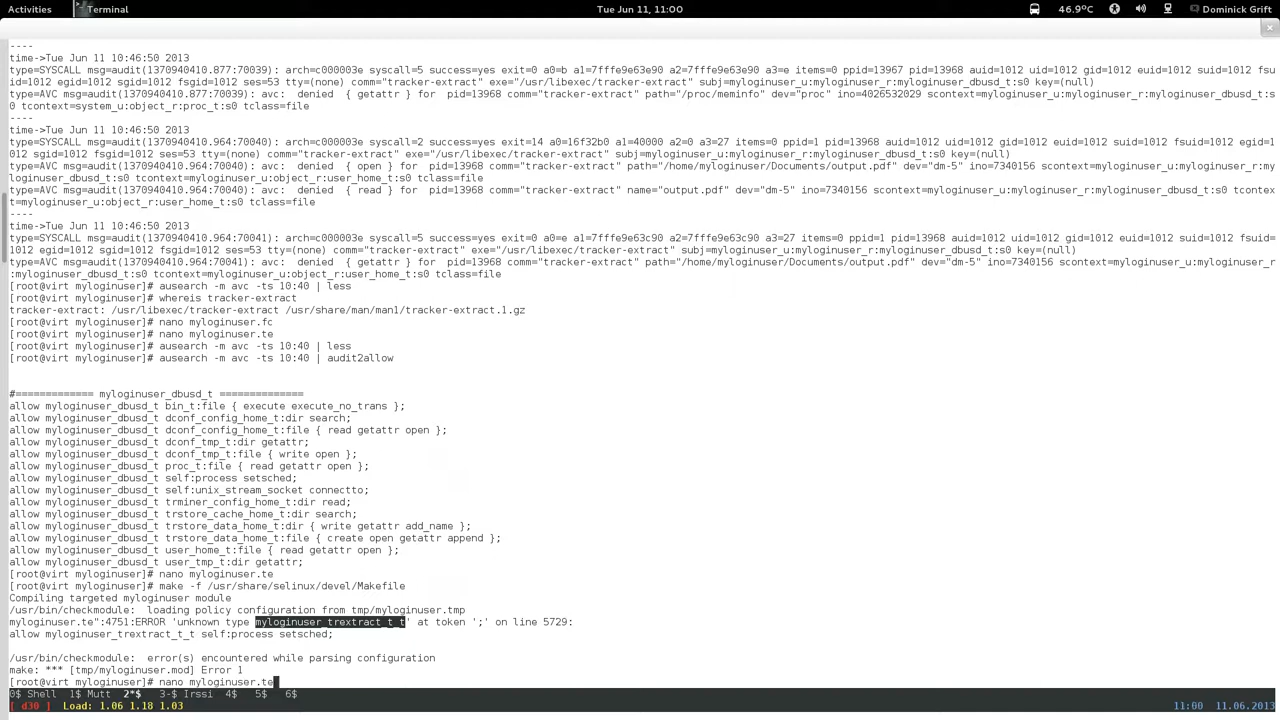 Activities Terminal Tue Jun 11, 11:00 46.9°C Dominick Grift
----
time->Tue Jun 11 10:46:50 2013
type=SYSCALL msg=audit(1370940410.877:70039): arch=c000003e syscall=5 success=yes exit=0 a0=b a1=7fffe9e63e90 a2=7fffe9e63e90 a3=e items=0 ppid=13967 pid=13968 auid=1012 uid=1012 gid=1012 euid=1012 suid=1012 fsu
id=1012 egid=1012 sgid=1012 fsgid=1012 ses=53 tty=(none) comm="tracker-extract" exe="/usr/libexec/tracker-extract" subj=myloginuser_u:myloginuser_r:myloginuser_dbusd_t:s0 key=(null)
type=AVC msg=audit(1370940410.877:70039): avc:  denied  { getattr } for  pid=13968 comm="tracker-extract" path="/proc/meminfo" dev="proc" ino=4026532029 scontext=myloginuser_u:myloginuser_r:myloginuser_dbusd_t:s
0 tcontext=system_u:object_r:proc_t:s0 tclass=file
----
time->Tue Jun 11 10:46:50 2013
type=SYSCALL msg=audit(1370940410.964:70040): arch=c000003e syscall=2 success=yes exit=14 a0=16f32b0 a1=40000 a2=0 a3=27 items=0 ppid=1 pid=13968 auid=1012 uid=1012 gid=1012 euid=1012 suid=1012 fsuid=1012 egid=1
012 sgid=1012 fsgid=1012 ses=53 tty=(none) comm="tracker-extract" exe="/usr/libexec/tracker-extract" subj=myloginuser_u:myloginuser_r:myloginuser_dbusd_t:s0 key=(null)
type=AVC msg=audit(1370940410.964:70040): avc:  denied  { open } for  pid=13968 comm="tracker-extract" path="/home/myloginuser/Documents/output.pdf" dev="dm-5" ino=7340156 scontext=myloginuser_u:myloginuser_r:my
loginuser_dbusd_t:s0 tcontext=myloginuser_u:object_r:user_home_t:s0 tclass=file
type=AVC msg=audit(1370940410.964:70040): avc:  denied  { read } for  pid=13968 comm="tracker-extract" name="output.pdf" dev="dm-5" ino=7340156 scontext=myloginuser_u:myloginuser_r:myloginuser_dbusd_t:s0 tcontex
t=myloginuser_u:object_r:user_home_t:s0 tclass=file
----
time->Tue Jun 11 10:46:50 2013
type=SYSCALL msg=audit(1370940410.964:70041): arch=c000003e syscall=5 success=yes exit=0 a0=e a1=7fffe9e63c90 a2=7fffe9e63c90 a3=27 items=0 ppid=1 pid=13968 auid=1012 uid=1012 gid=1012 euid=1012 suid=1012 fsuid=
1012 egid=1012 sgid=1012 fsgid=1012 ses=53 tty=(none) comm="tracker-extract" exe="/usr/libexec/tracker-extract" subj=myloginuser_u:myloginuser_r:myloginuser_dbusd_t:s0 key=(null)
type=AVC msg=audit(1370940410.964:70041): avc:  denied  { getattr } for  pid=13968 comm="tracker-extract" path="/home/myloginuser/Documents/output.pdf" dev="dm-5" ino=7340156 scontext=myloginuser_u:myloginuser_r
:myloginuser_dbusd_t:s0 tcontext=myloginuser_u:object_r:user_home_t:s0 tclass=file
[root@virt myloginuser]# ausearch -m avc -ts 10:40 | less
[root@virt myloginuser]# whereis tracker-extract
tracker-extract: /usr/libexec/tracker-extract /usr/share/man/man1/tracker-extract.1.gz
[root@virt myloginuser]# nano myloginuser.fc
[root@virt myloginuser]# nano myloginuser.te
[root@virt myloginuser]# ausearch -m avc -ts 10:40 | less
[root@virt myloginuser]# ausearch -m avc -ts 10:40 | audit2allow
#============= myloginuser_dbusd_t ==============
allow myloginuser_dbusd_t bin_t:file { execute execute_no_trans };
allow myloginuser_dbusd_t dconf_config_home_t:dir search;
allow myloginuser_dbusd_t dconf_config_home_t:file { read getattr open };
allow myloginuser_dbusd_t dconf_tmp_t:dir getattr;
allow myloginuser_dbusd_t dconf_tmp_t:file { write open };
allow myloginuser_dbusd_t proc_t:file { read getattr open };
allow myloginuser_dbusd_t self:process setsched;
allow myloginuser_dbusd_t self:unix_stream_socket connectto;
allow myloginuser_dbusd_t trminer_config_home_t:dir read;
allow myloginuser_dbusd_t trstore_cache_home_t:dir search;
allow myloginuser_dbusd_t trstore_data_home_t:dir { write getattr add_name };
allow myloginuser_dbusd_t trstore_data_home_t:file { create open getattr append };
allow myloginuser_dbusd_t user_home_t:file { read getattr open };
allow myloginuser_dbusd_t user_tmp_t:dir getattr;
[root@virt myloginuser]# nano myloginuser.te
[root@virt myloginuser]# make -f /usr/share/selinux/devel/Makefile
Compiling targeted myloginuser module
/usr/bin/checkmodule:  loading policy configuration from tmp/myloginuser.tmp
myloginuser.te":4751:ERROR 'unknown type myloginuser_trextract_t_t' at token ';' on line 5729:
allow myloginuser_trextract_t_t self:process setsched;
/usr/bin/checkmodule:  error(s) encountered while parsing configuration
make: *** [tmp/myloginuser.mod] Error 1
[root@virt myloginuser]# nano myloginuser.te
0$ Shell  1$ Mutt  2*$  3-$ Irssi  4$  5$  6$
[ d30 ] Load: 1.06 1.18 1.03 11:00 11.06.2013